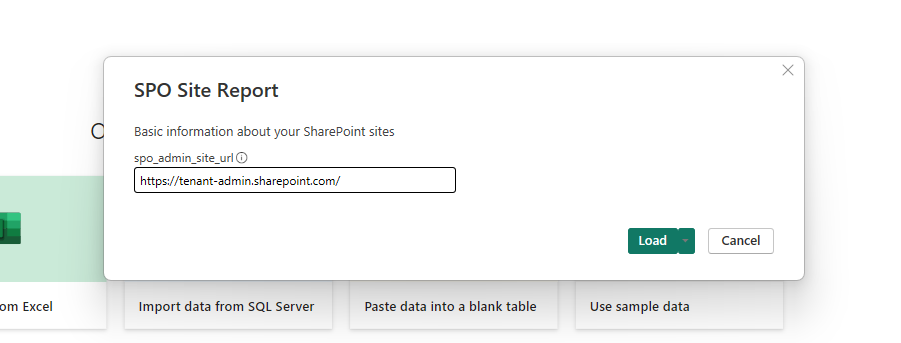 SPO Site Report
Basic information about your SharePoint sites
spo_admin_site_url
https://tenant-admin.sharepoint.com/
Load
Cancel
Excel
Import data from SQL Server
Paste data into a blank table
Use sample data